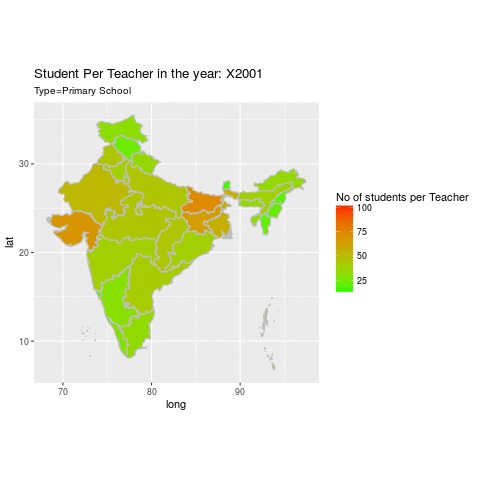 Student Per Teacher in the year: X2001
Type=Primary School
No of students per Teacher
100
75
50
25
30
20
10
lat
70 80 90
long